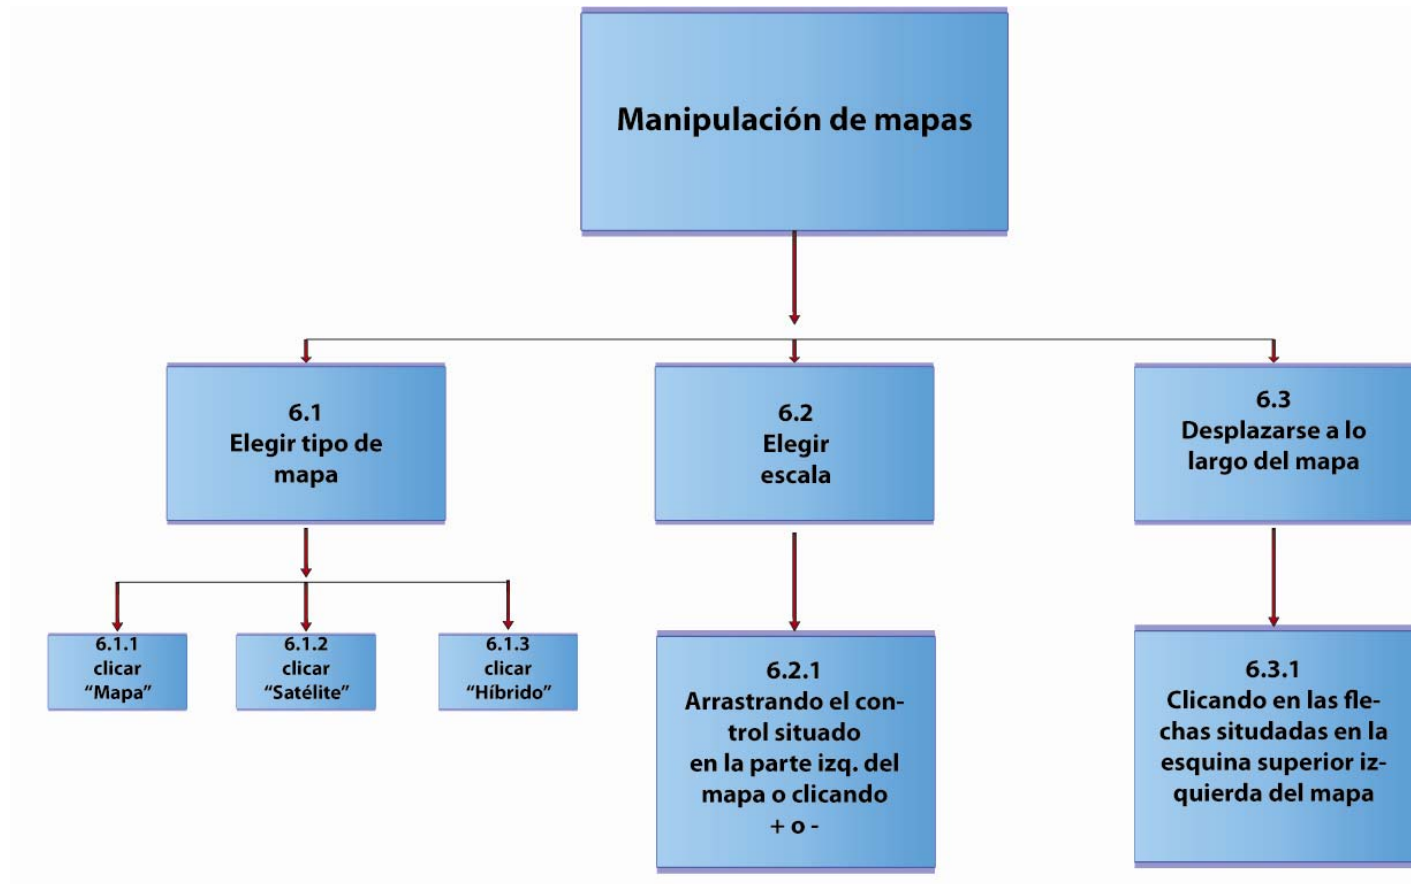 Manipulación de mapas
6.1
Elegir tipo de
mapa
6.2
Elegir
escala
6.3
Desplazarse a lo
largo del mapa
6.1.1
clicar
“Mapa”
6.1.2
clicar
“Satélite”
6.1.3
clicar
“Híbrido”
6.2.1
Arrastrando el con-
trol situado
en la parte izq. del
mapa o clicando
+ o -
6.3.1
Clicando en las fle-
chas situdadas en la
esquina superior iz-
quierda del mapa